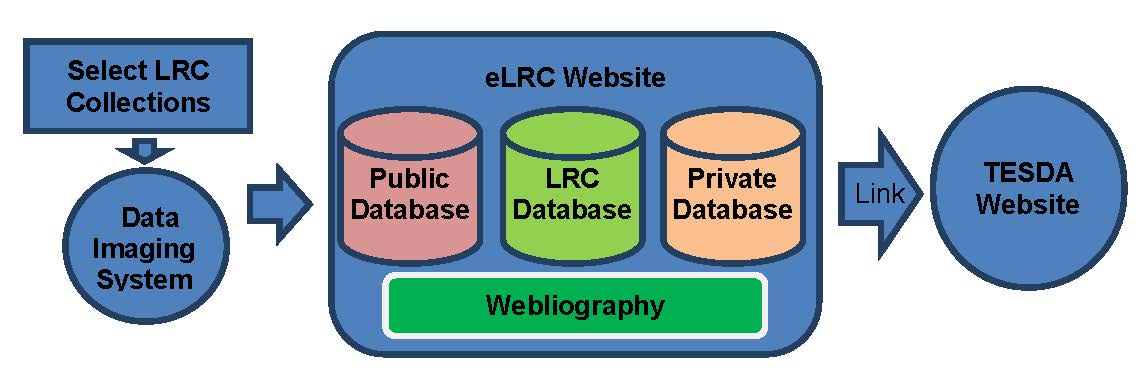 Select LRC
Collections
Data
Imaging
System
eLRC Website
Public
Database
LRC
Database
Private
Database
Webliography
Link
TESDA
Website